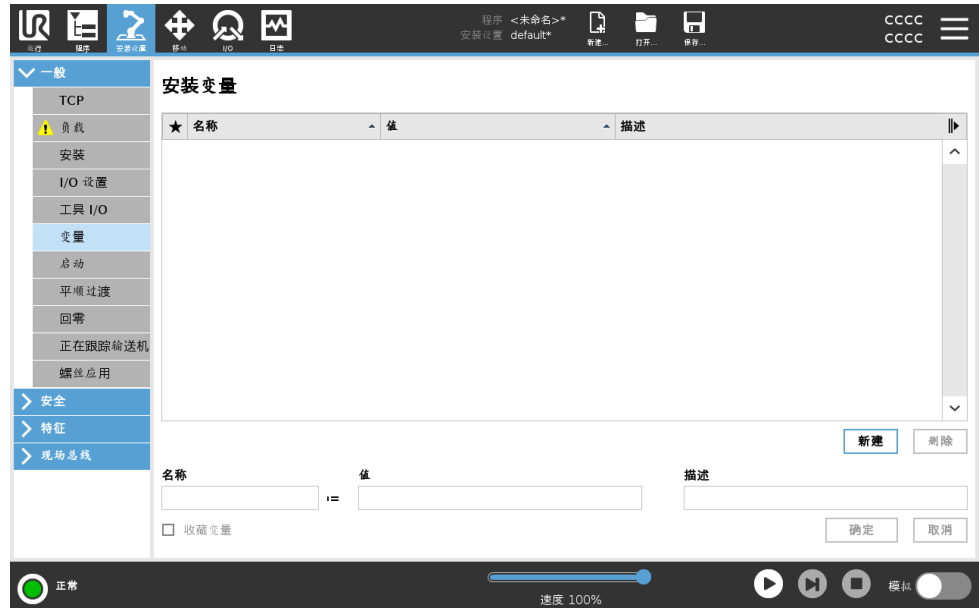 程序 <未命名>*
安装设置 default*
cccc
cccc
运行
程序
安装设置
移动
I/O
日志
新建...
打开...
保存...
一般
TCP
负载
安装
I/O 设置
工具 I/O
变量
启动
平顺过渡
回零
正在跟踪输送机
螺丝应用
安全
特征
现场总线
安装变量
名称 值 描述
新建 删除
名称 值 描述
:=
收藏变量
确定 取消
正常
速度 100%
模拟